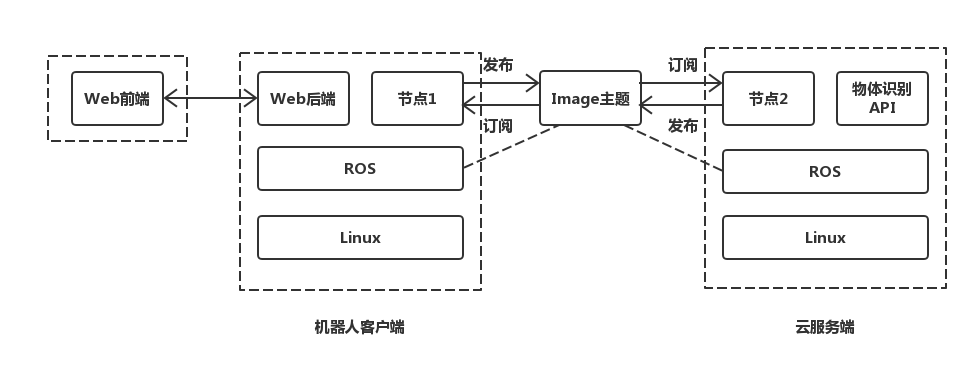 发布
订阅
Web前端
Web后端
节点1
Image主题
节点2
物体识别
API
订阅
发布
ROS
ROS
Linux
Linux
机器人客户端
云服务端